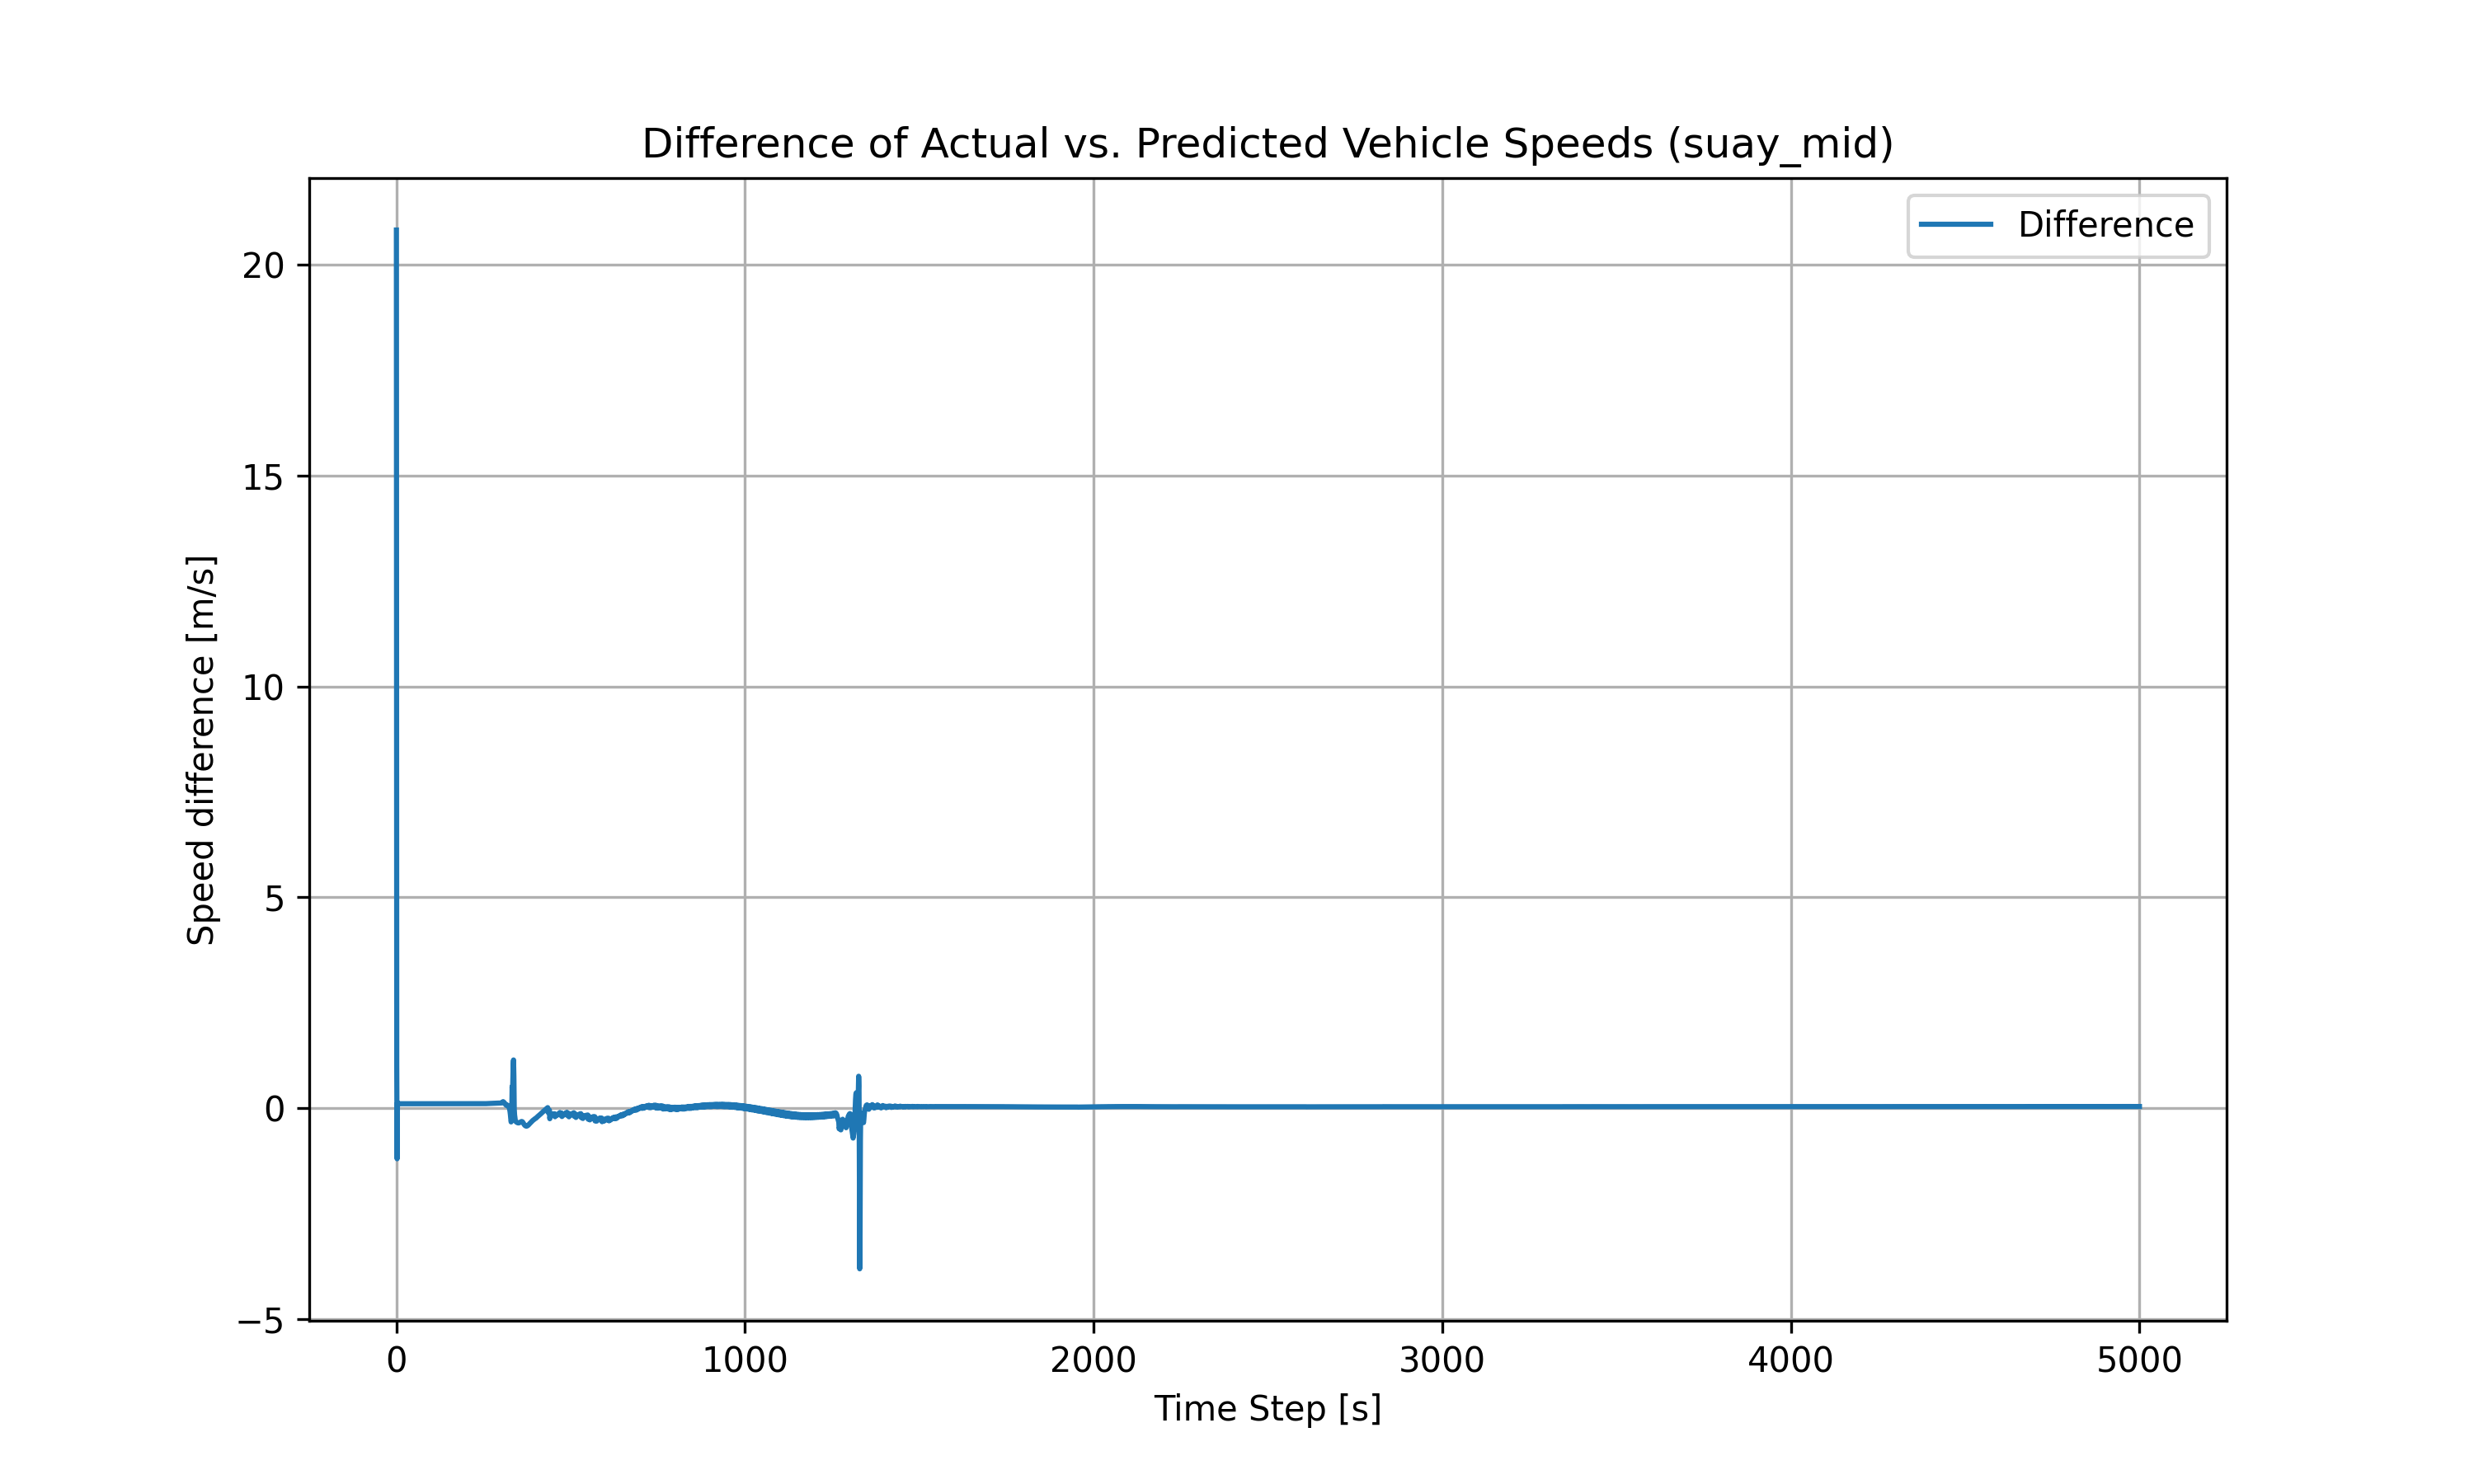 Difference of Actual vs. Predicted Vehicle Speeds (suay_mid)
Difference
20
15
10
5
0
−5
Speed difference [m/s]
0 1000 2000 3000 4000 5000
Time Step [s]